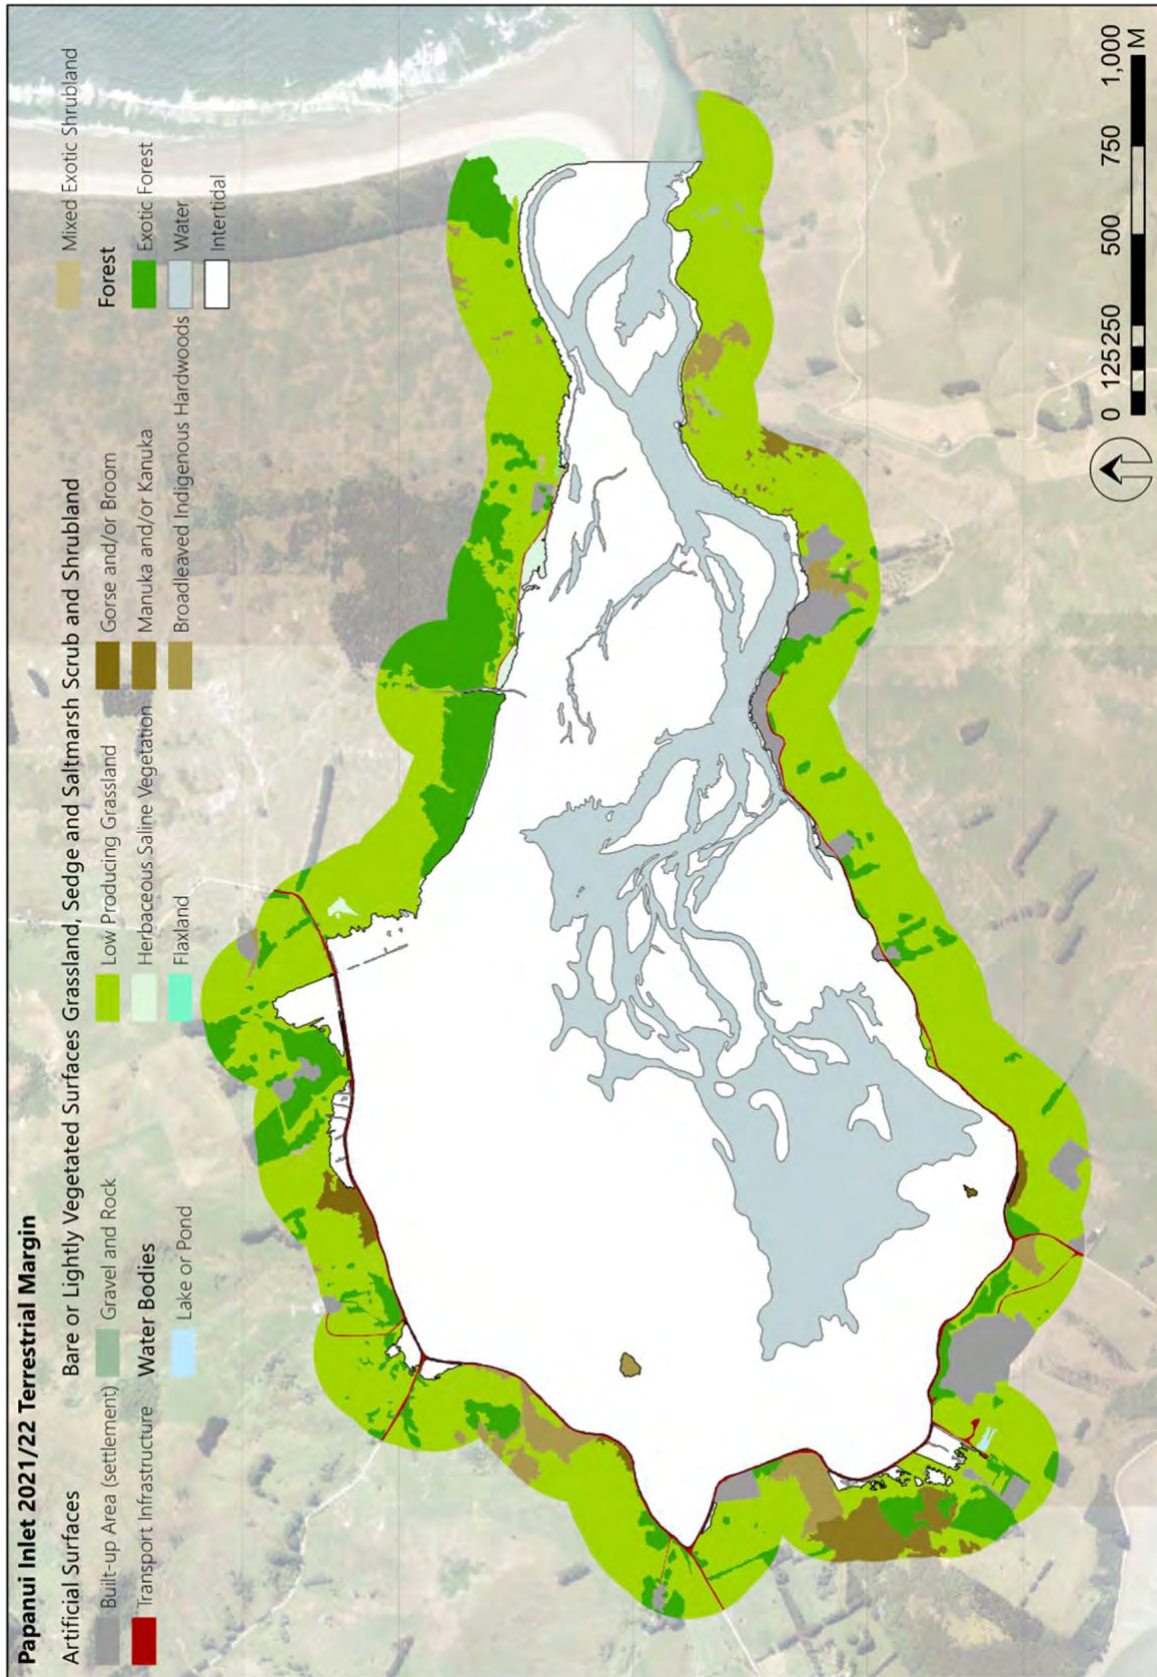 Papanui Inlet 2021/22 Terrestrial Margin
Artificial Surfaces
Built-up Area (settlement)
Transport Infrastructure
Bare or Lightly Vegetated Surfaces
Gravel and Rock
Water Bodies
Lake or Pond
Grassland, Sedge and Saltmarsh
Low Producing Grassland
Herbaceous Saline Vegetation
Flaxland
Scrub and Shrubland
Gorse and/or Broom
Manuka and/or Kanuka
Broadleaved Indigenous Hardwoods
Mixed Exotic Shrubland
Forest
Exotic Forest
Water
Intertidal
0 125 250 500 750 1,000
M